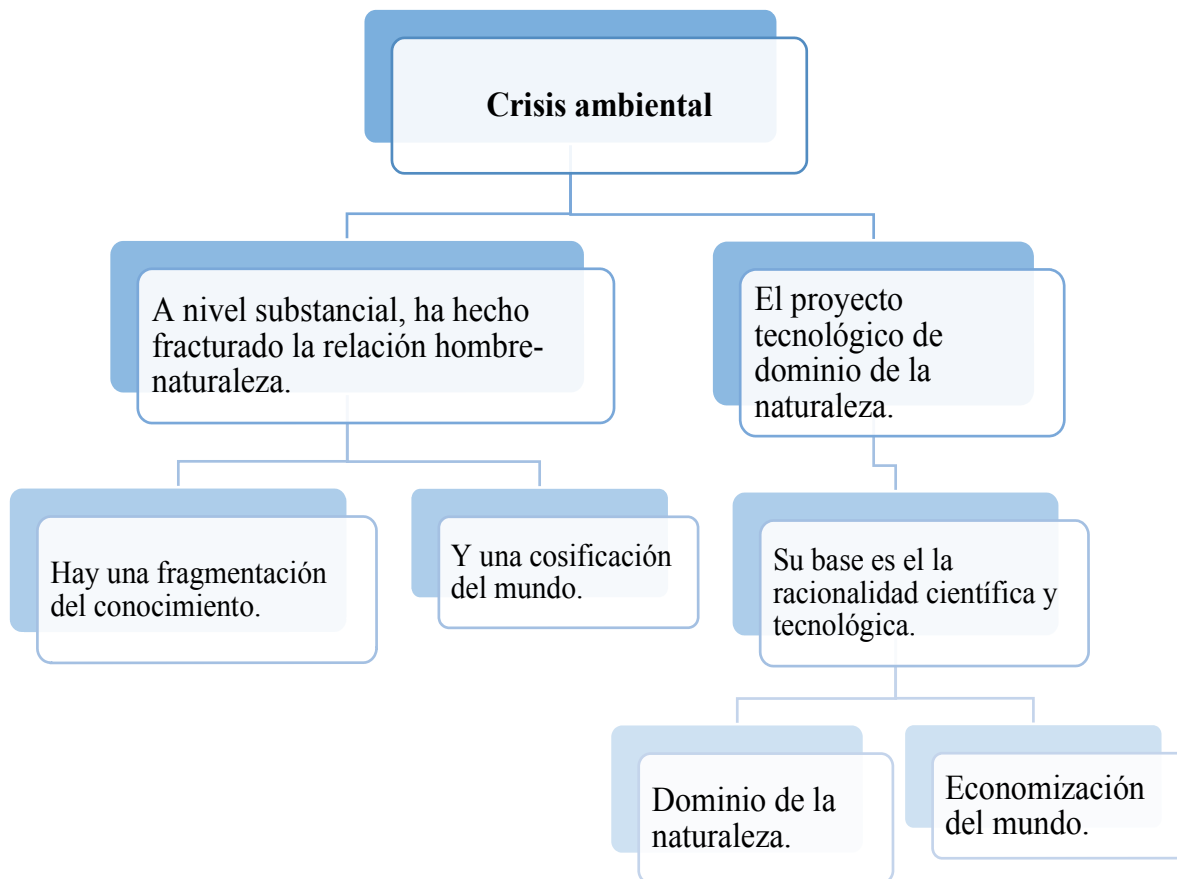 Crisis ambiental
A nivel substancial, ha hecho
fracturado la relación hombre-
naturaleza.
El proyecto
tecnológico de
dominio de la
naturaleza.
Hay una fragmentación
del conocimiento.
Y una cosificación
del mundo.
Su base es el la
racionalidad científica y
tecnológica.
Dominio de la
naturaleza.
Economización
del mundo.